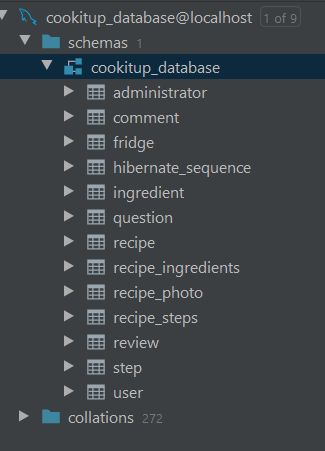 cookitup_database@localhost 1 of 9
schemas 1
cookitup_database
administrator
comment
fridge
hibernate_sequence
ingredient
question
recipe
recipe_ingredients
recipe_photo
recipe_steps
review
step
user
collations 272